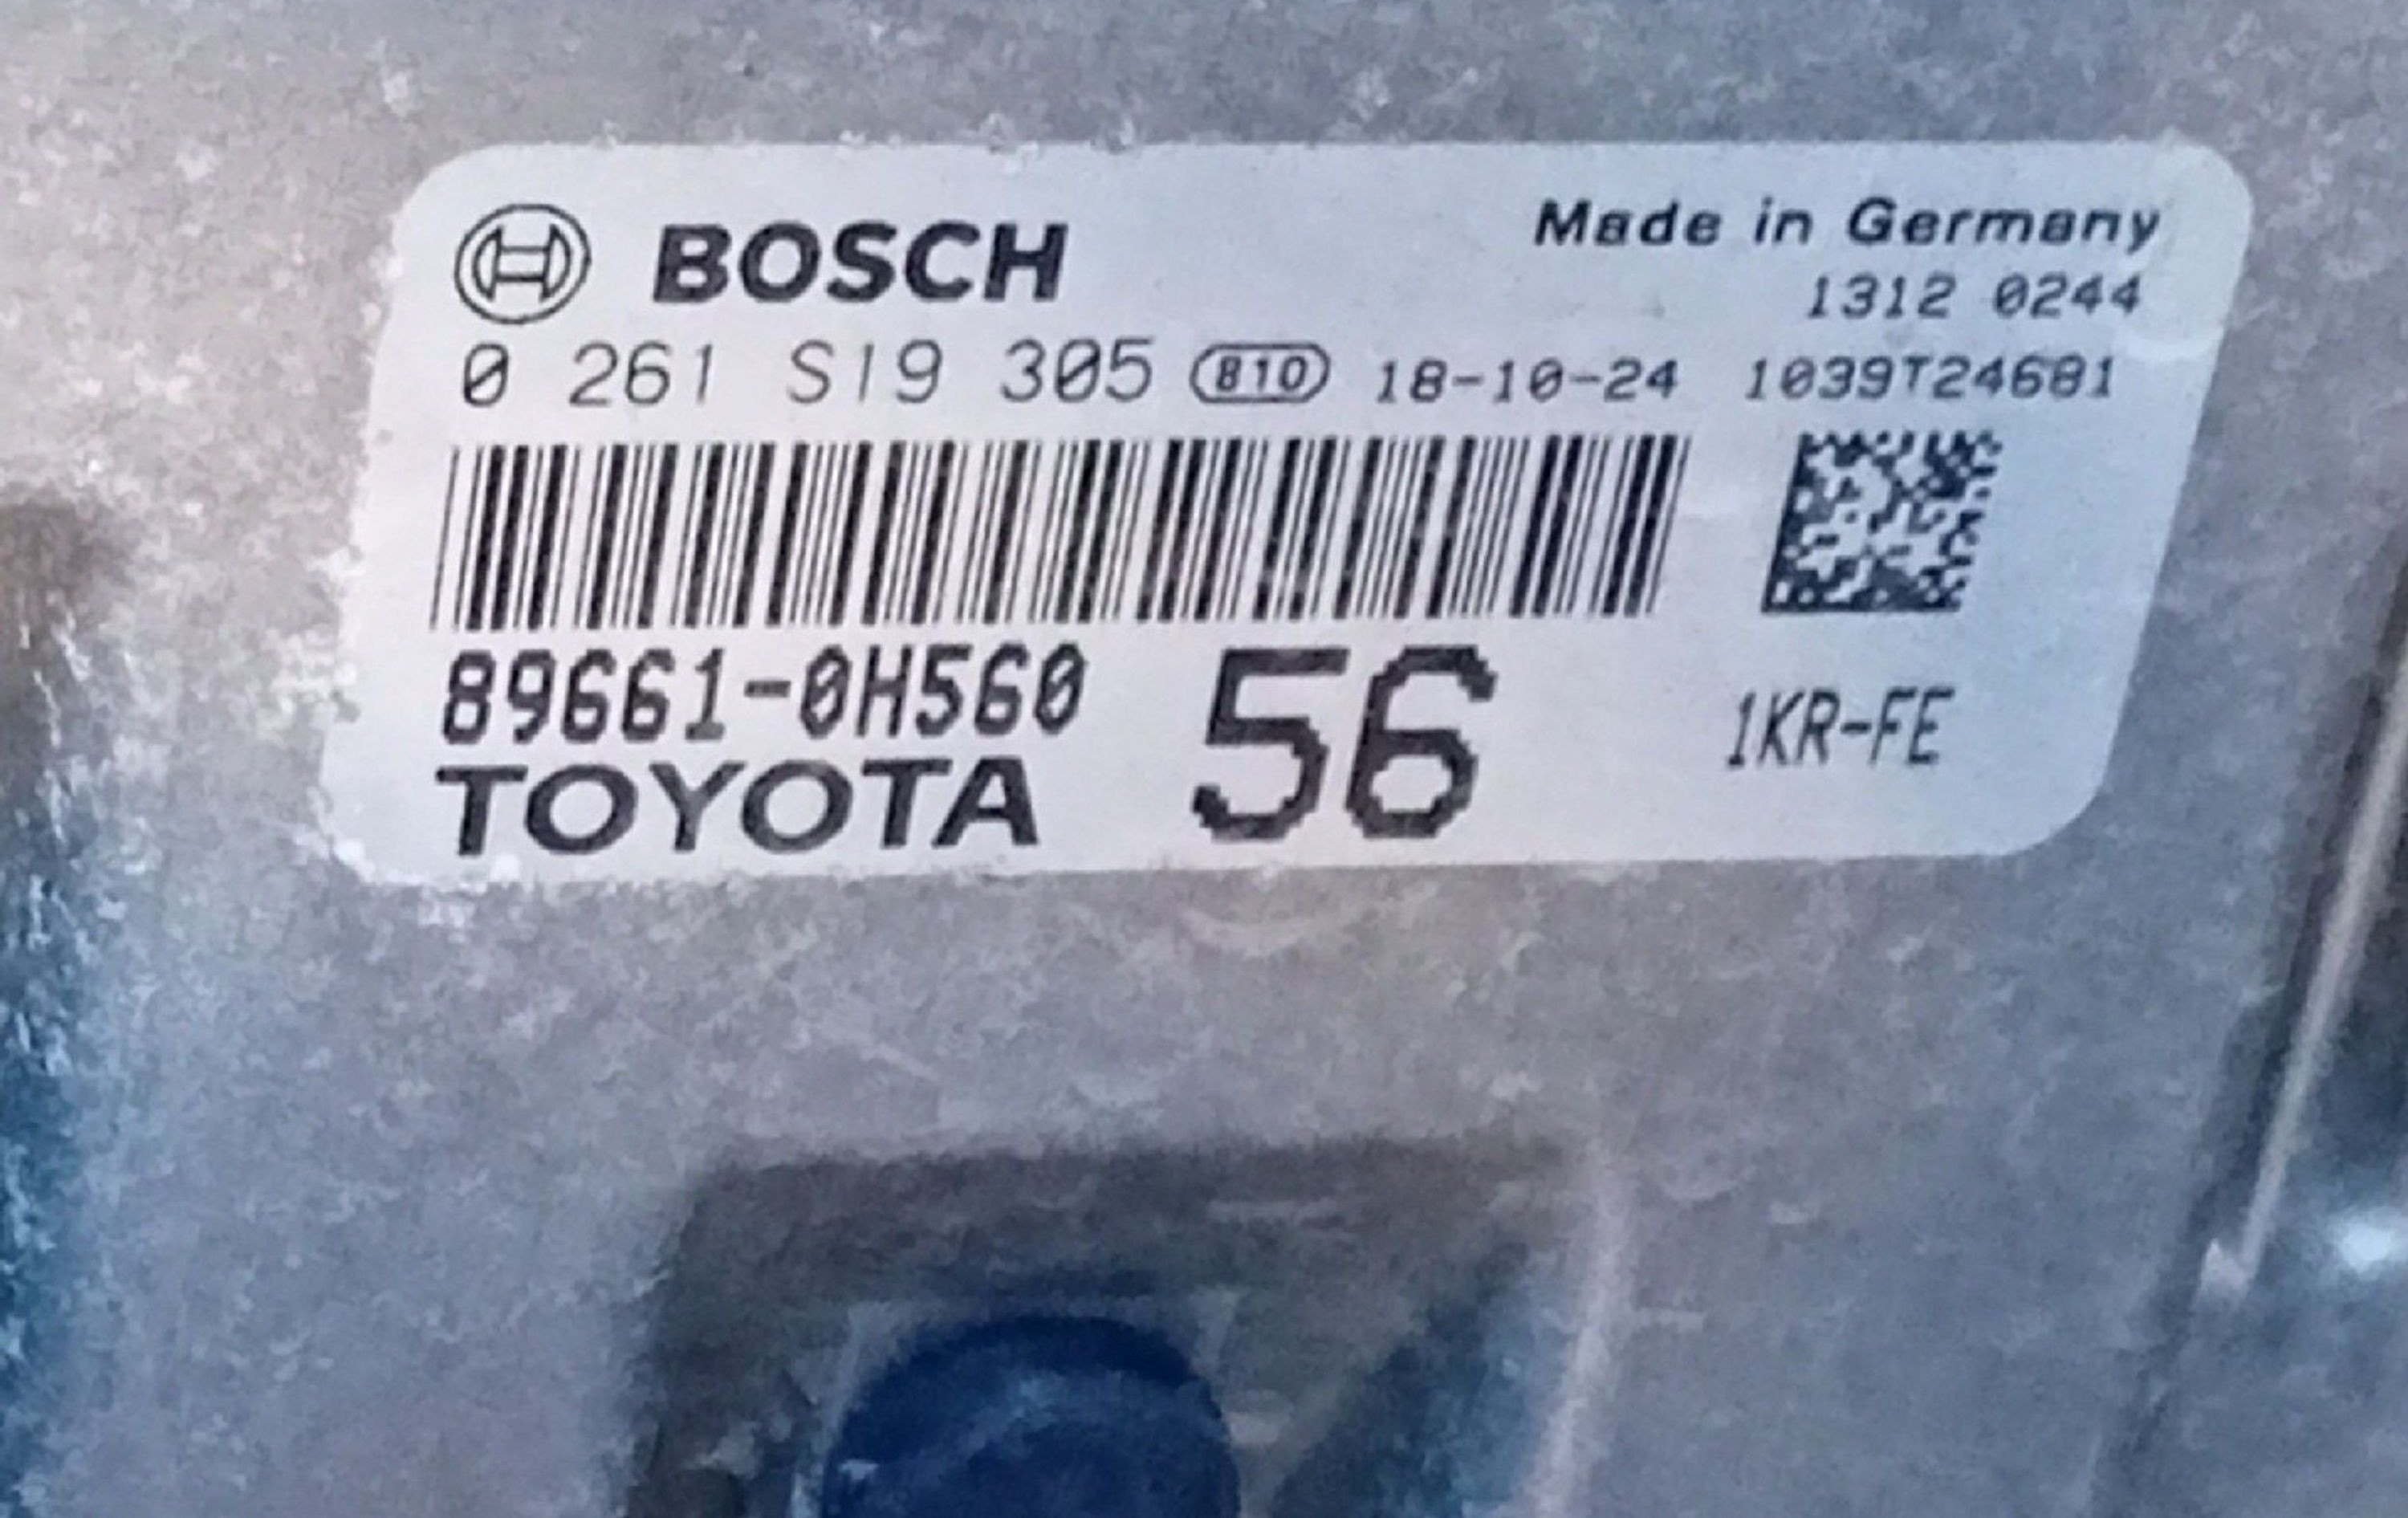 BOSCH
Made in Germany
1312 0244
0 261 S19 305 810 18-10-24 1039T24681
89661-0H560 56 1KR-FE
TOYOTA